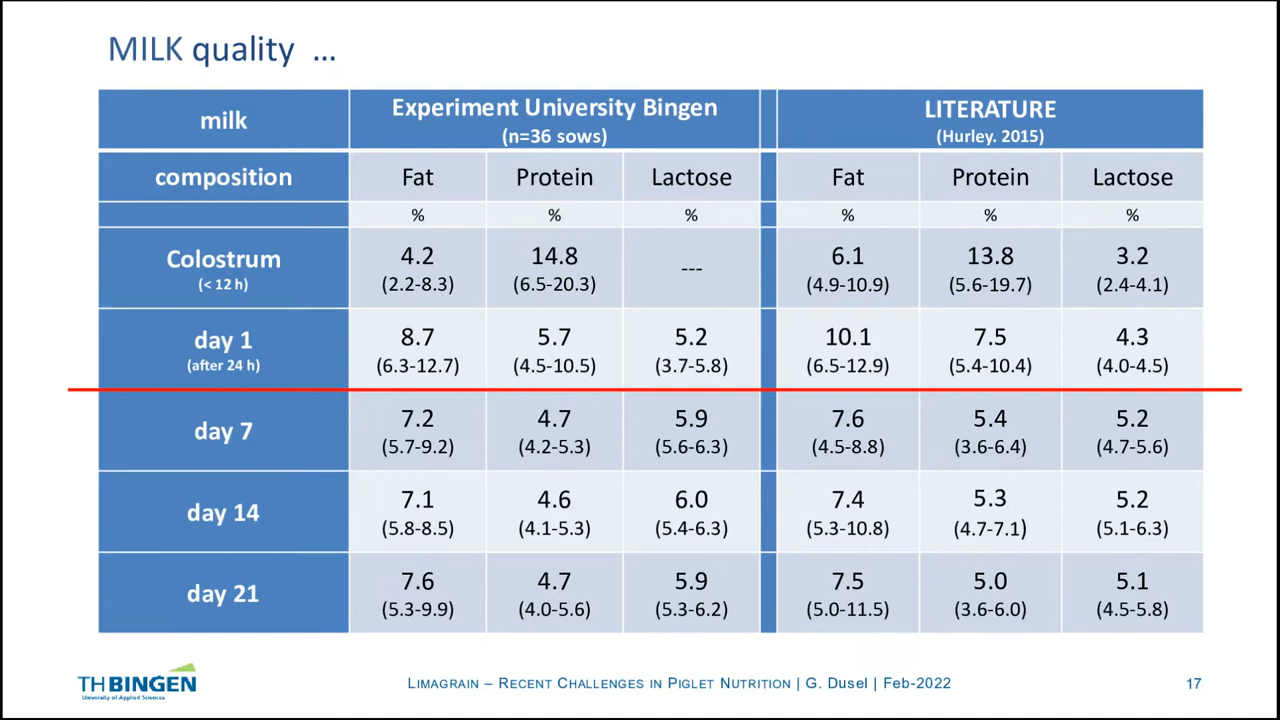 MILK quality ...
milk
Experiment University Bingen
(n=36 sows)
LITERATURE
(Hurley. 2015)
composition
Fat
Protein
Lactose
Fat
Protein
Lactose
%
%
%
%
%
%
Colostrum
(< 12 h)
4.2
(2.2-8.3)
14.8
(6.5-20.3)
---
6.1
(4.9-10.9)
13.8
(5.6-19.7)
3.2
(2.4-4.1)
day 1
(after 24 h)
8.7
(6.3-12.7)
5.7
(4.5-10.5)
5.2
(3.7-5.8)
10.1
(6.5-12.9)
7.5
(5.4-10.4)
4.3
(4.0-4.5)
day 7
7.2
(5.7-9.2)
4.7
(4.2-5.3)
5.9
(5.6-6.3)
7.6
(4.5-8.8)
5.4
(3.6-6.4)
5.2
(4.7-5.6)
day 14
7.1
(5.8-8.5)
4.6
(4.1-5.3)
6.0
(5.4-6.3)
7.4
(5.3-10.8)
5.3
(4.7-7.1)
5.2
(5.1-6.3)
day 21
7.6
(5.3-9.9)
4.7
(4.0-5.6)
5.9
(5.3-6.2)
7.5
(5.0-11.5)
5.0
(3.6-6.0)
5.1
(4.5-5.8)
TH BINGEN
University of Applied Sciences
LIMAGRAIN – RECENT CHALLENGES IN PIGLET NUTRITION | G. Dusel | Feb-2022
17